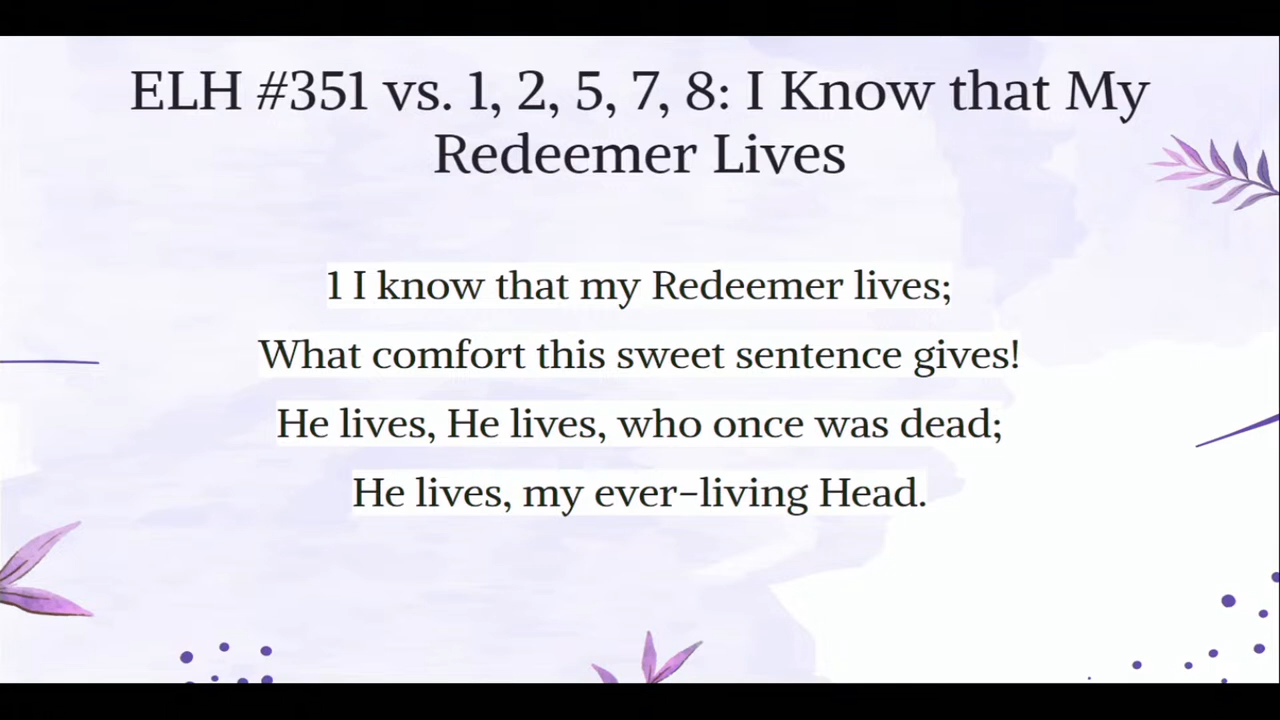 ELH #351 vs. 1, 2, 5, 7, 8: I Know that My
Redeemer Lives
1 I know that my Redeemer lives;
What comfort this sweet sentence gives!
He lives, He lives, who once was dead;
He lives, my ever-living Head.